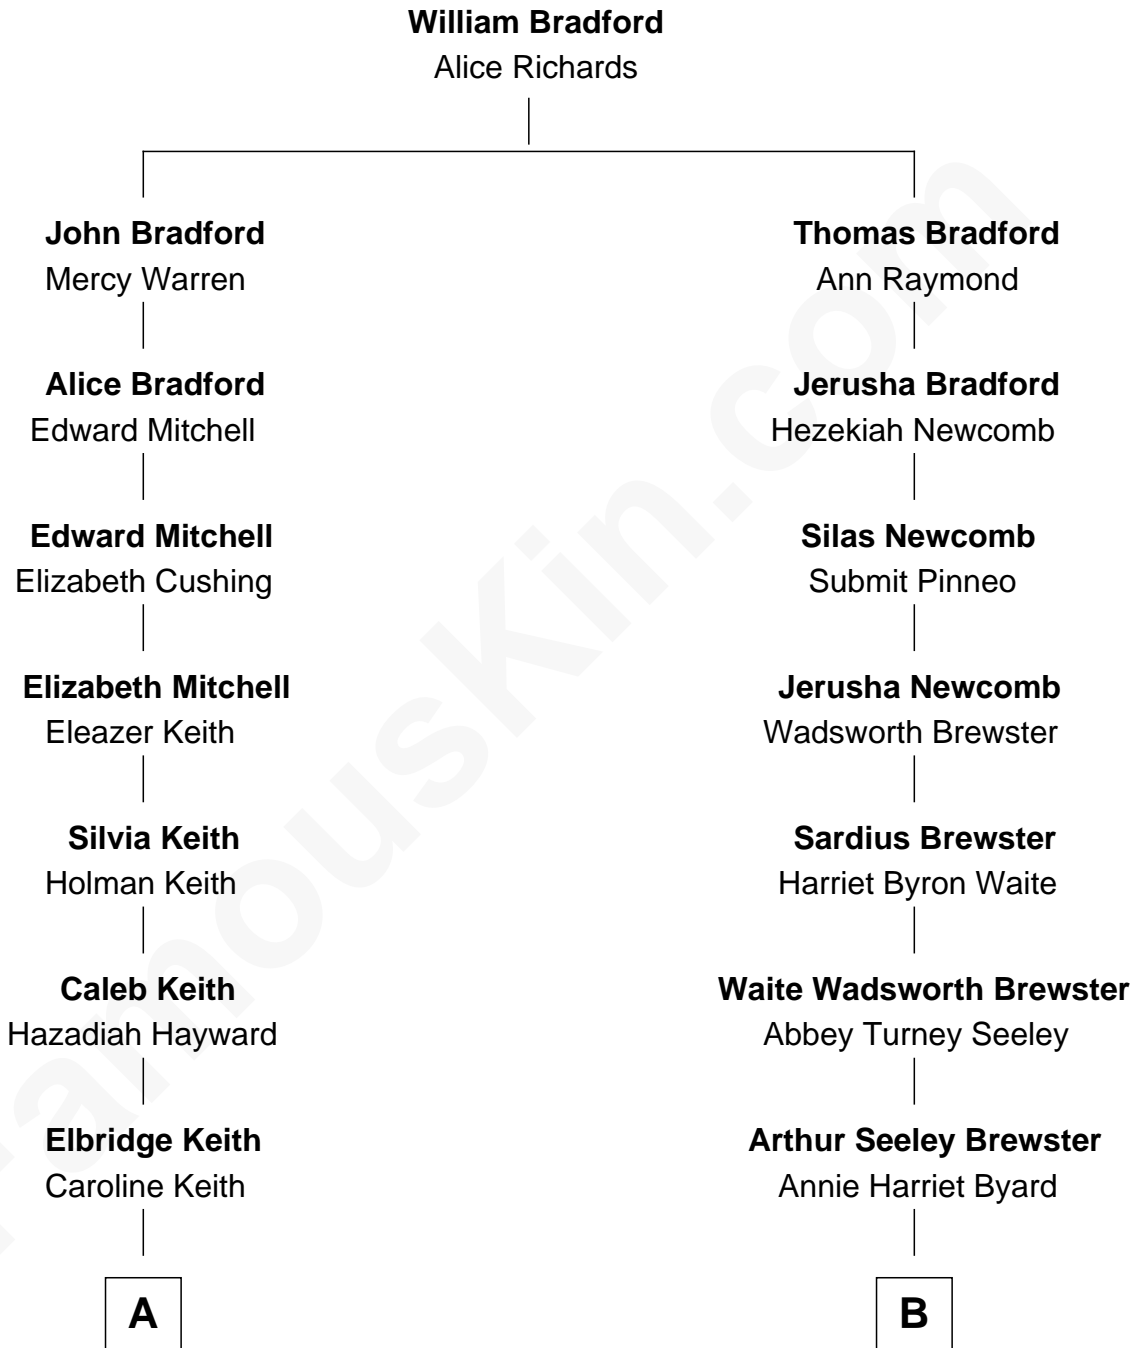 William Bradford
Alice Richards
John Bradford
Mercy Warren
Thomas Bradford
Ann Raymond
Alice Bradford
Edward Mitchell
Jerusha Bradford
Hezekiah Newcomb
Edward Mitchell
Elizabeth Cushing
Silas Newcomb
Submit Pinneo
Elizabeth Mitchell
Eleazer Keith
Jerusha Newcomb
Wadsworth Brewster
Silvia Keith
Holman Keith
Sardius Brewster
Harriet Byron Waite
Caleb Keith
Hazadiah Hayward
Waite Wadsworth Brewster
Abbey Turney Seeley
Elbridge Keith
Caroline Keith
Arthur Seeley Brewster
Annie Harriet Byard
A
B
FamousKin.com